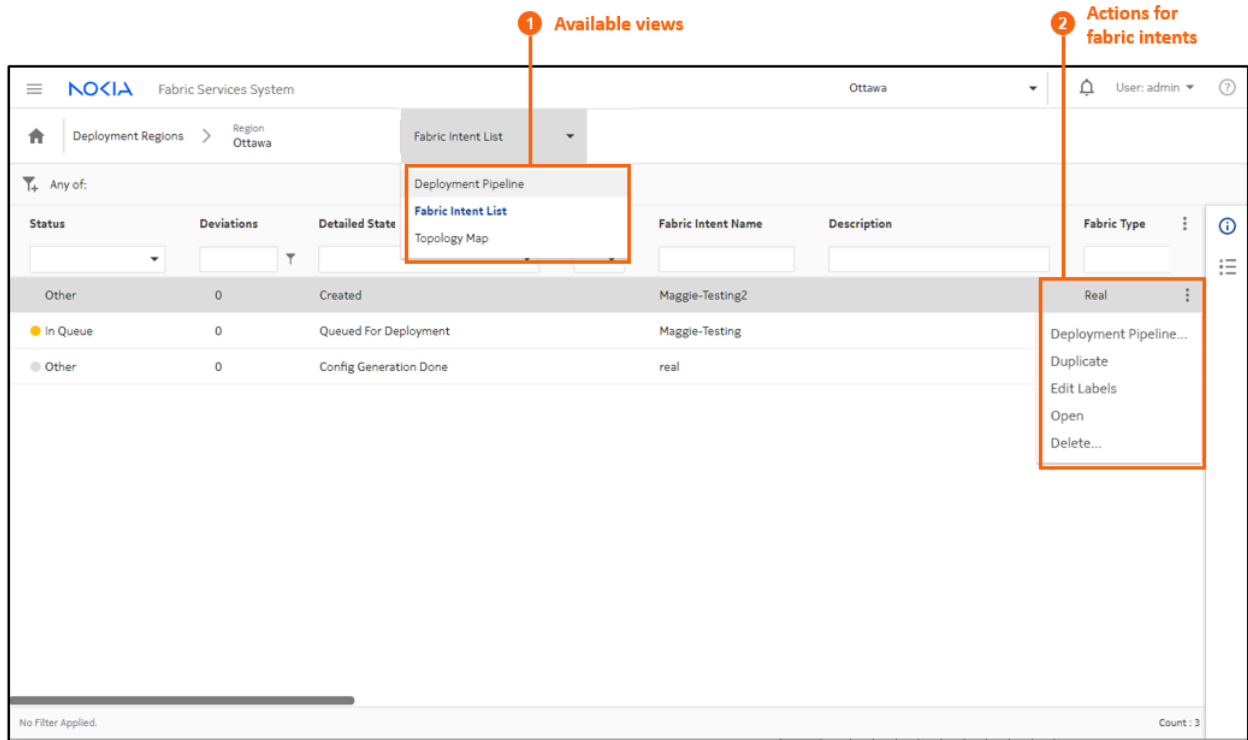 1 Available views
2 Actions for
fabric intents
NOKIA Fabric Services System Ottawa User: admin ?
Deployment Regions > Region
Ottawa
Fabric Intent List
Any of:
Deployment Pipeline
Fabric Intent List
Topology Map
Status Deviations Detailed State Fabric Intent Name Description Fabric Type
Other 0 Created Maggie-Testing2 Real
In Queue 0 Queued For Deployment Maggie-Testing
Other 0 Config Generation Done real
Deployment Pipeline...
Duplicate
Edit Labels
Open
Delete...
No Filter Applied. Count : 3